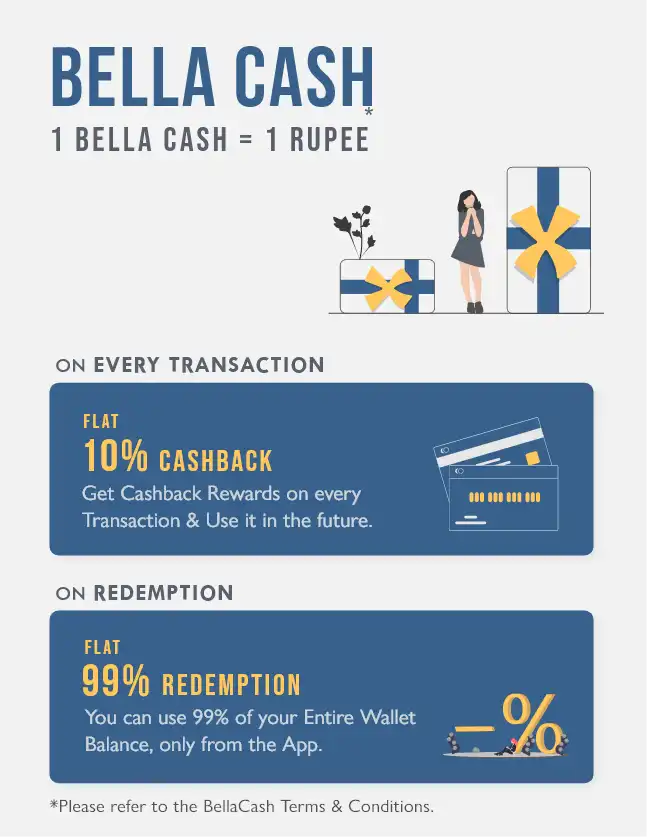 BELLA CASH*
1 BELLA CASH = 1 RUPEE
ON EVERY TRANSACTION
FLAT
10% CASHBACK
Get Cashback Rewards on every
Transaction & Use it in the future.
ON REDEMPTION
FLAT
99% REDEMPTION
You can use 99% of your Entire Wallet
Balance, only from the App.
-%
*Please refer to the BellaCash Terms & Conditions.